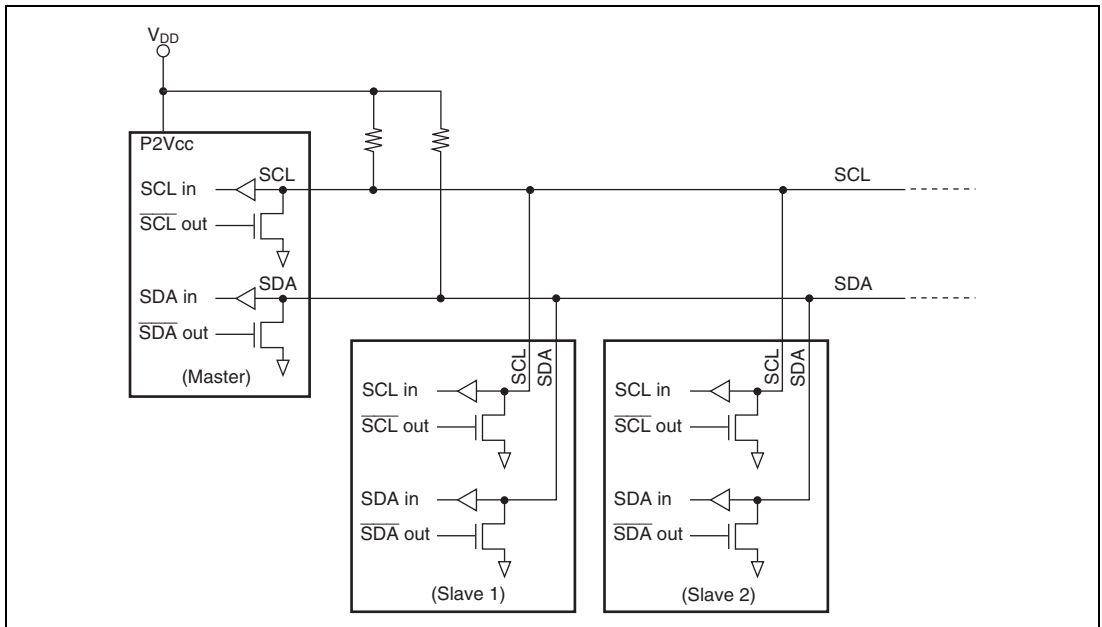 VDD
P2Vcc
SCL in
SCL
SCL out
SDA in
SDA
SDA out
(Master)
SCL
SDA
SCL
SDA
SCL in
SCL out
SDA in
SDA out
(Slave 1)
SCL
SDA
SCL in
SCL out
SDA in
SDA out
(Slave 2)